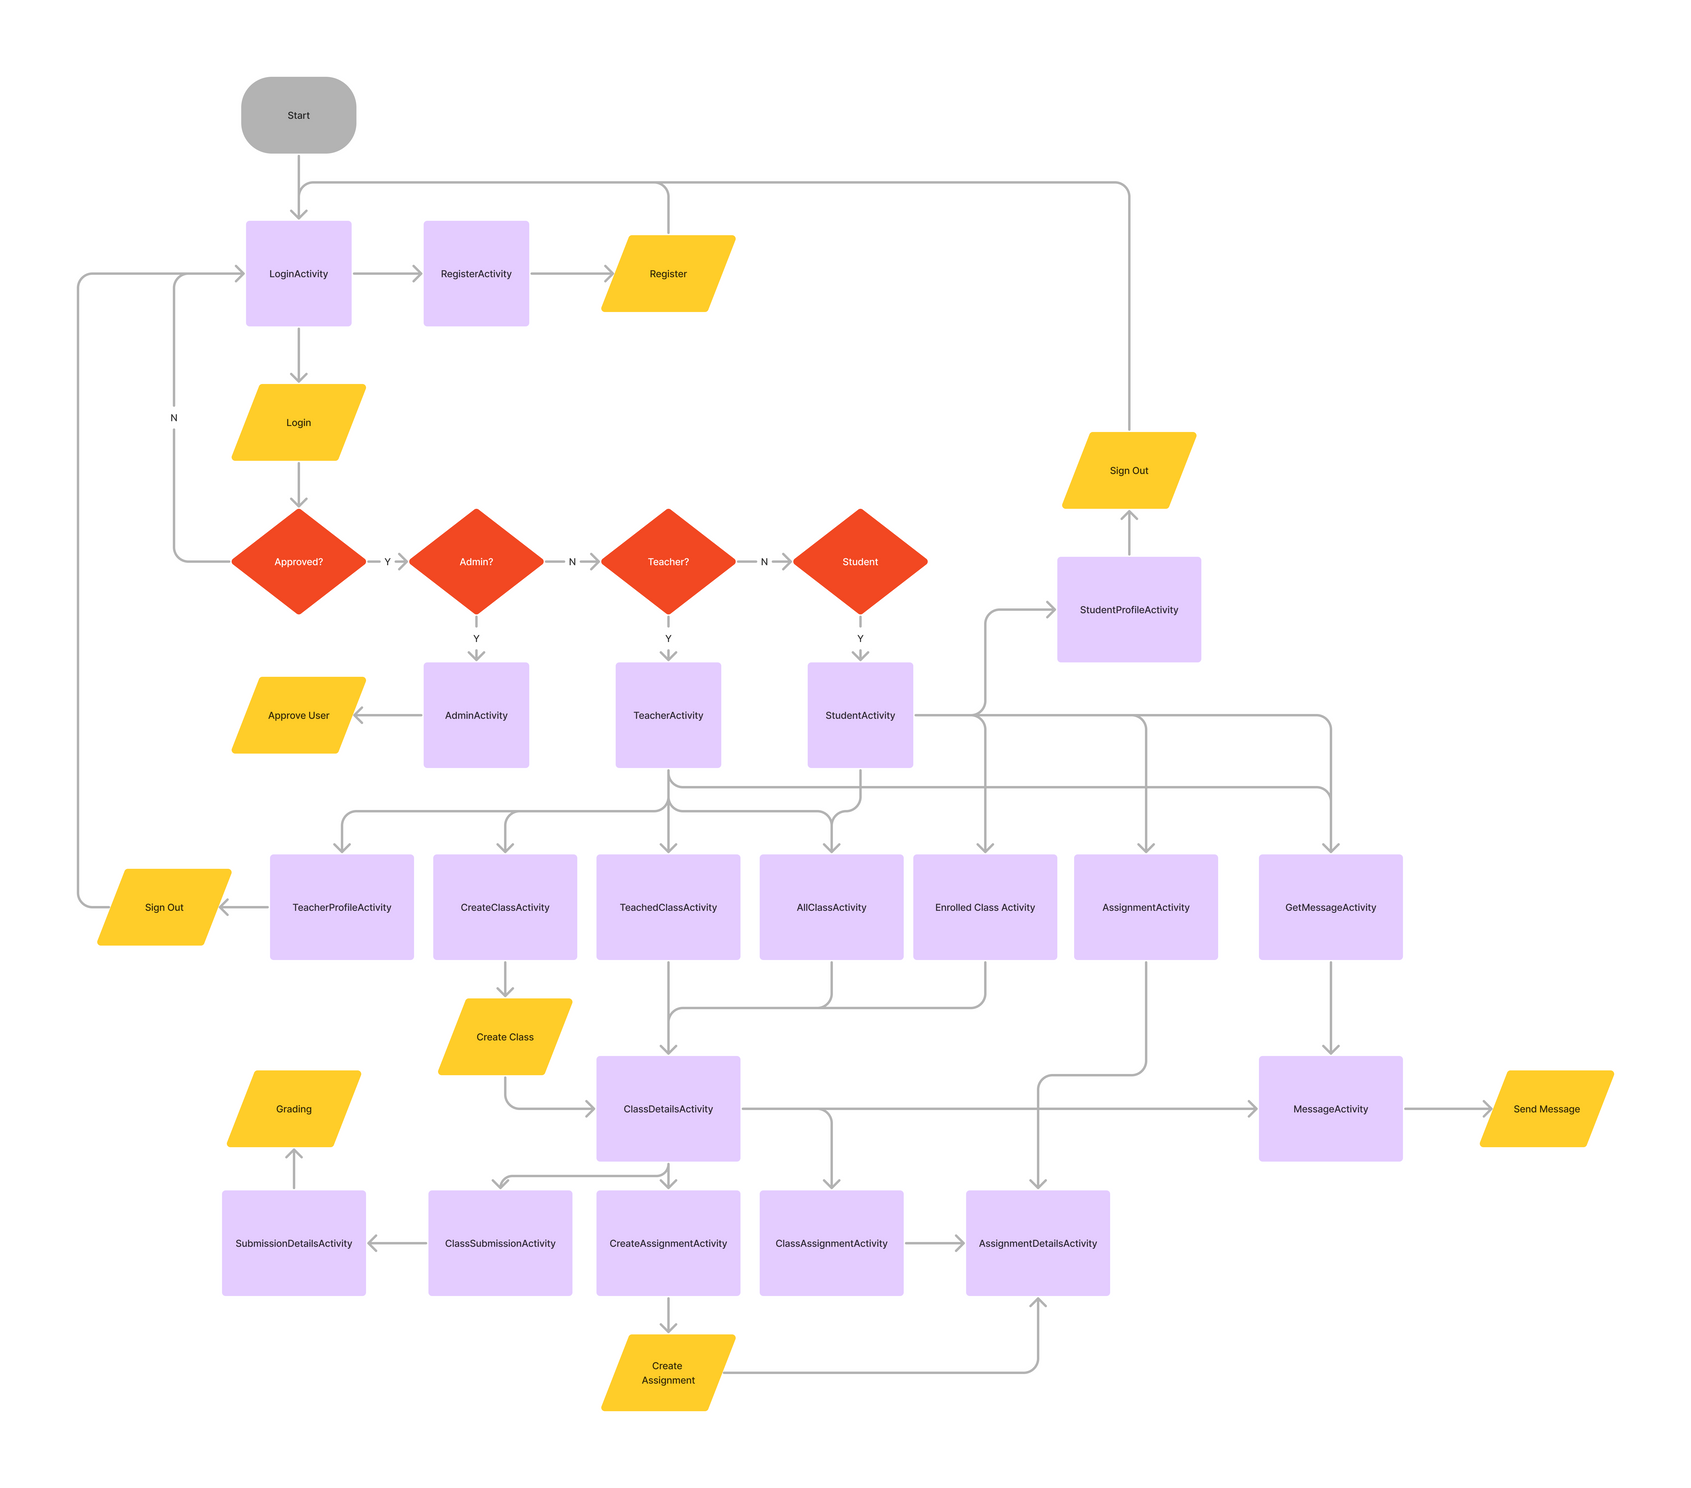 Start
LoginActivity
RegisterActivity
Register
N
Login
Sign Out
Approved?
Y
Admin?
N
Teacher?
N
Student
StudentProfileActivity
Y
Y
Y
Approve User
AdminActivity
TeacherActivity
StudentActivity
Sign Out
TeacherProfileActivity
CreateClassActivity
TeachedClassActivity
AllClassActivity
Enrolled Class Activity
AssignmentActivity
GetMessageActivity
Create Class
Grading
ClassDetailsActivity
MessageActivity
Send Message
SubmissionDetailsActivity
ClassSubmissionActivity
CreateAssignmentActivity
ClassAssignmentActivity
AssignmentDetailsActivity
Create
Assignment